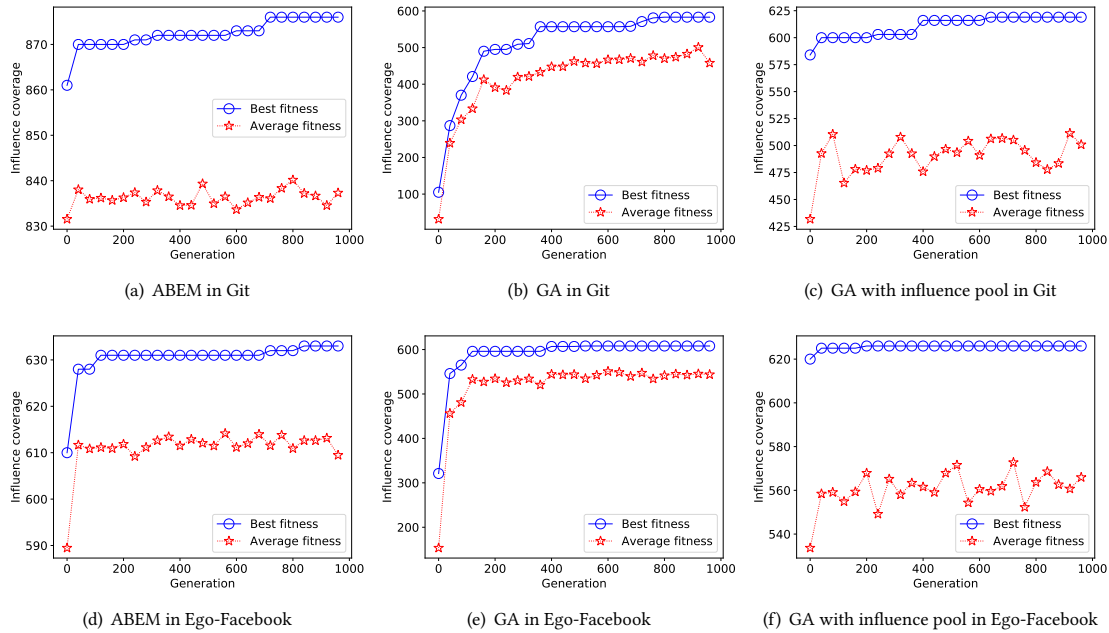 870
860
850
840
830
Influence coverage
Best fitness
Average fitness
0 200 400 600 800 1000
Generation
(a) ABEM in Git
600
500
400
300
200
100
Influence coverage
Best fitness
Average fitness
0 200 400 600 800 1000
Generation
(b) GA in Git
625
600
575
550
525
500
475
450
425
Influence coverage
Best fitness
Average fitness
0 200 400 600 800 1000
Generation
(c) GA with influence pool in Git
630
620
610
600
590
Influence coverage
Best fitness
Average fitness
0 200 400 600 800 1000
Generation
(d) ABEM in Ego-Facebook
600
500
400
300
200
Influence coverage
Best fitness
Average fitness
0 200 400 600 800 1000
Generation
(e) GA in Ego-Facebook
620
600
580
560
540
Influence coverage
Best fitness
Average fitness
0 200 400 600 800 1000
Generation
(f) GA with influence pool in Ego-Facebook